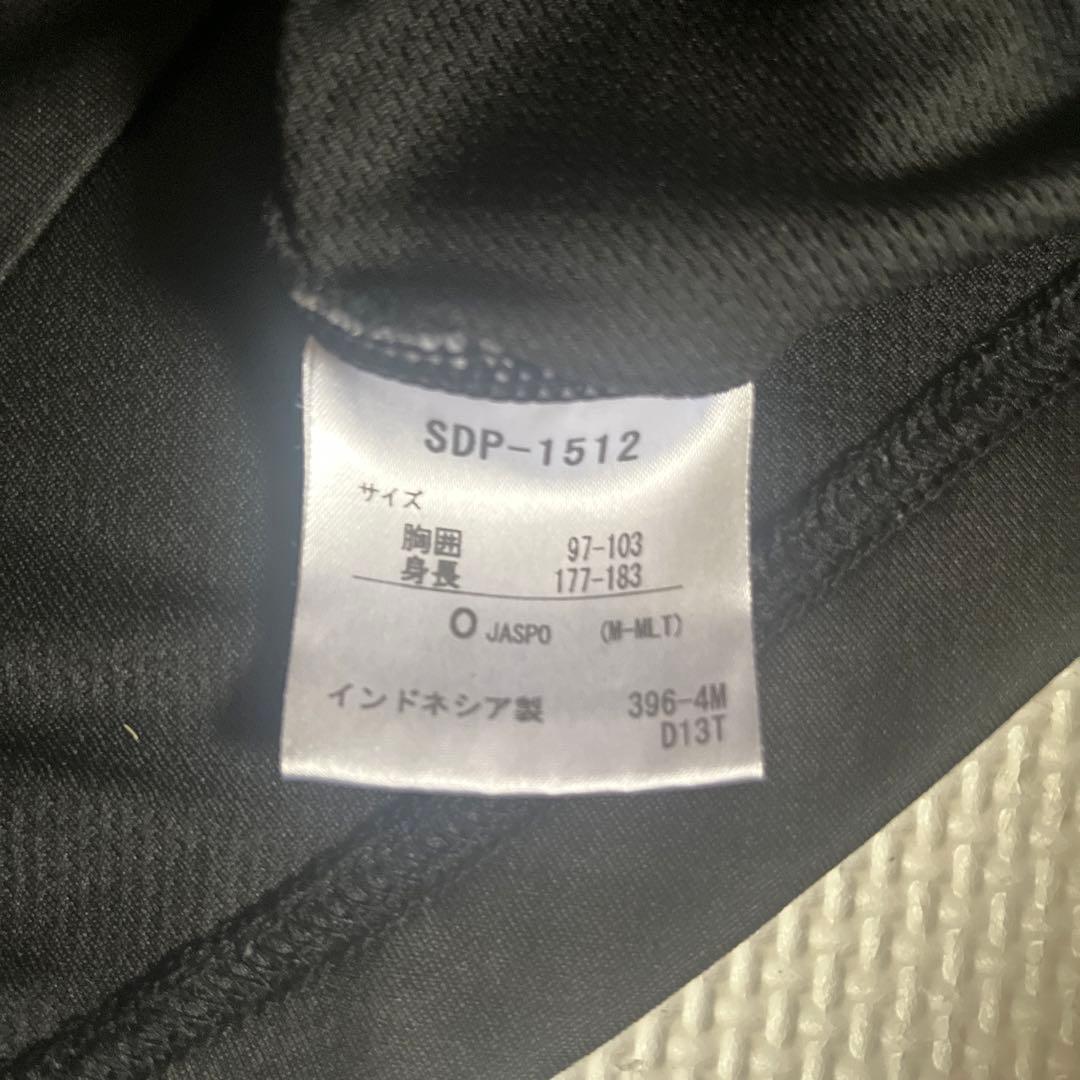 SDP-1512
サイズ
胸囲 97-103
身長 177-183
O JASPO (M-MLT)
インドネシア製 396-4M
D13T